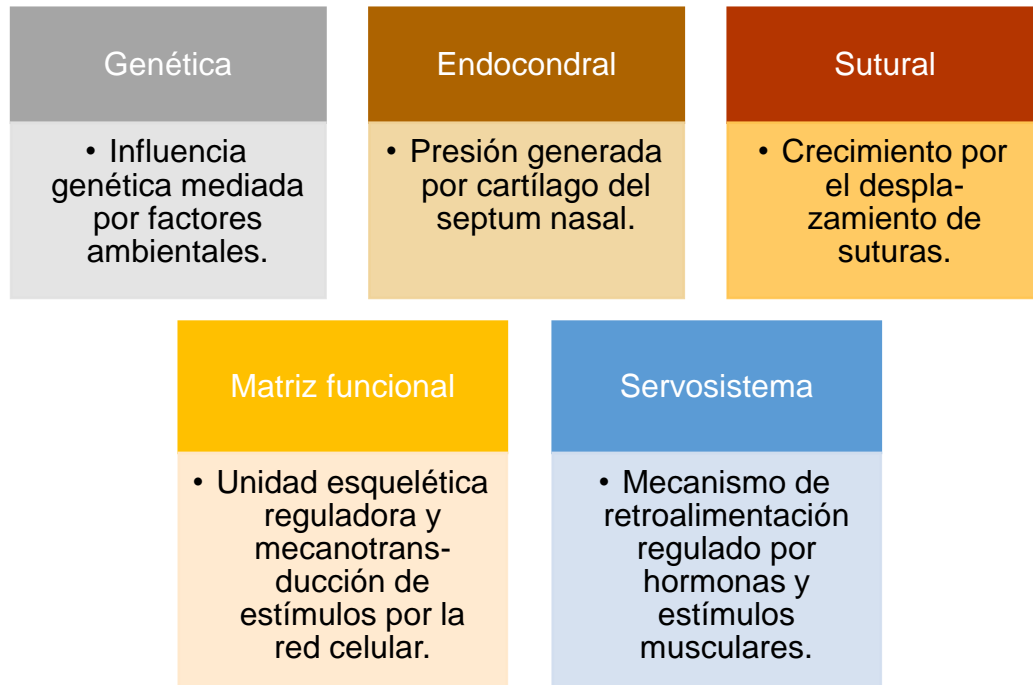 Genética
• Influencia
genética mediada
por factores
ambientales.
Endocondral
• Presión generada
por cartílago del
septum nasal.
Sutural
• Crecimiento por
el despla-
zamiento de
suturas.
Matriz funcional
• Unidad esquelética
reguladora y
mecanotrans-
ducción de
estímulos por la
red celular.
Servosistema
• Mecanismo de
retroalimentación
regulado por
hormonas y
estímulos
musculares.